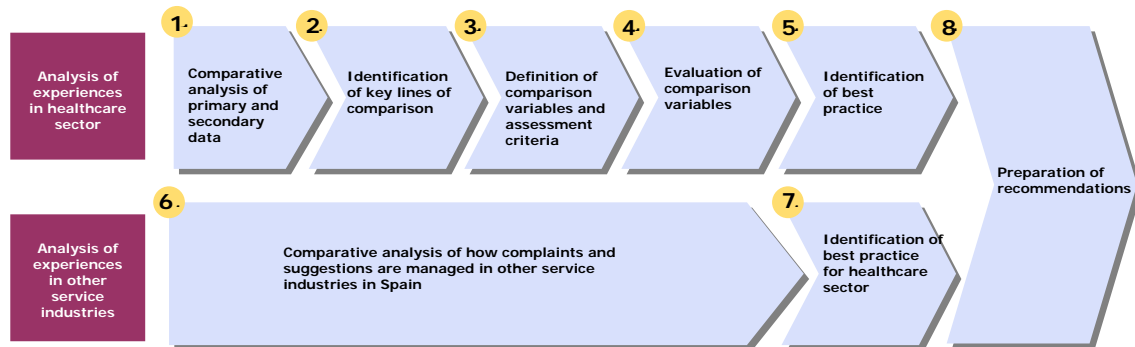 Analysis of
experiences
in healthcare
sector
1.
Comparative
analysis of
primary and
secondary
data
2.
Identification
of key lines of
comparison
3.
Definition of
comparison
variables and
assessment
criteria
4.
Evaluation of
comparison
variables
5.
Identification
of best
practice
Analysis of
experiences
in other
service
industries
6.
Comparative analysis of how complaints and
suggestions are managed in other service
industries in Spain
7.
Identification of
best practice
for healthcare
sector
8.
Preparation of
recommendations